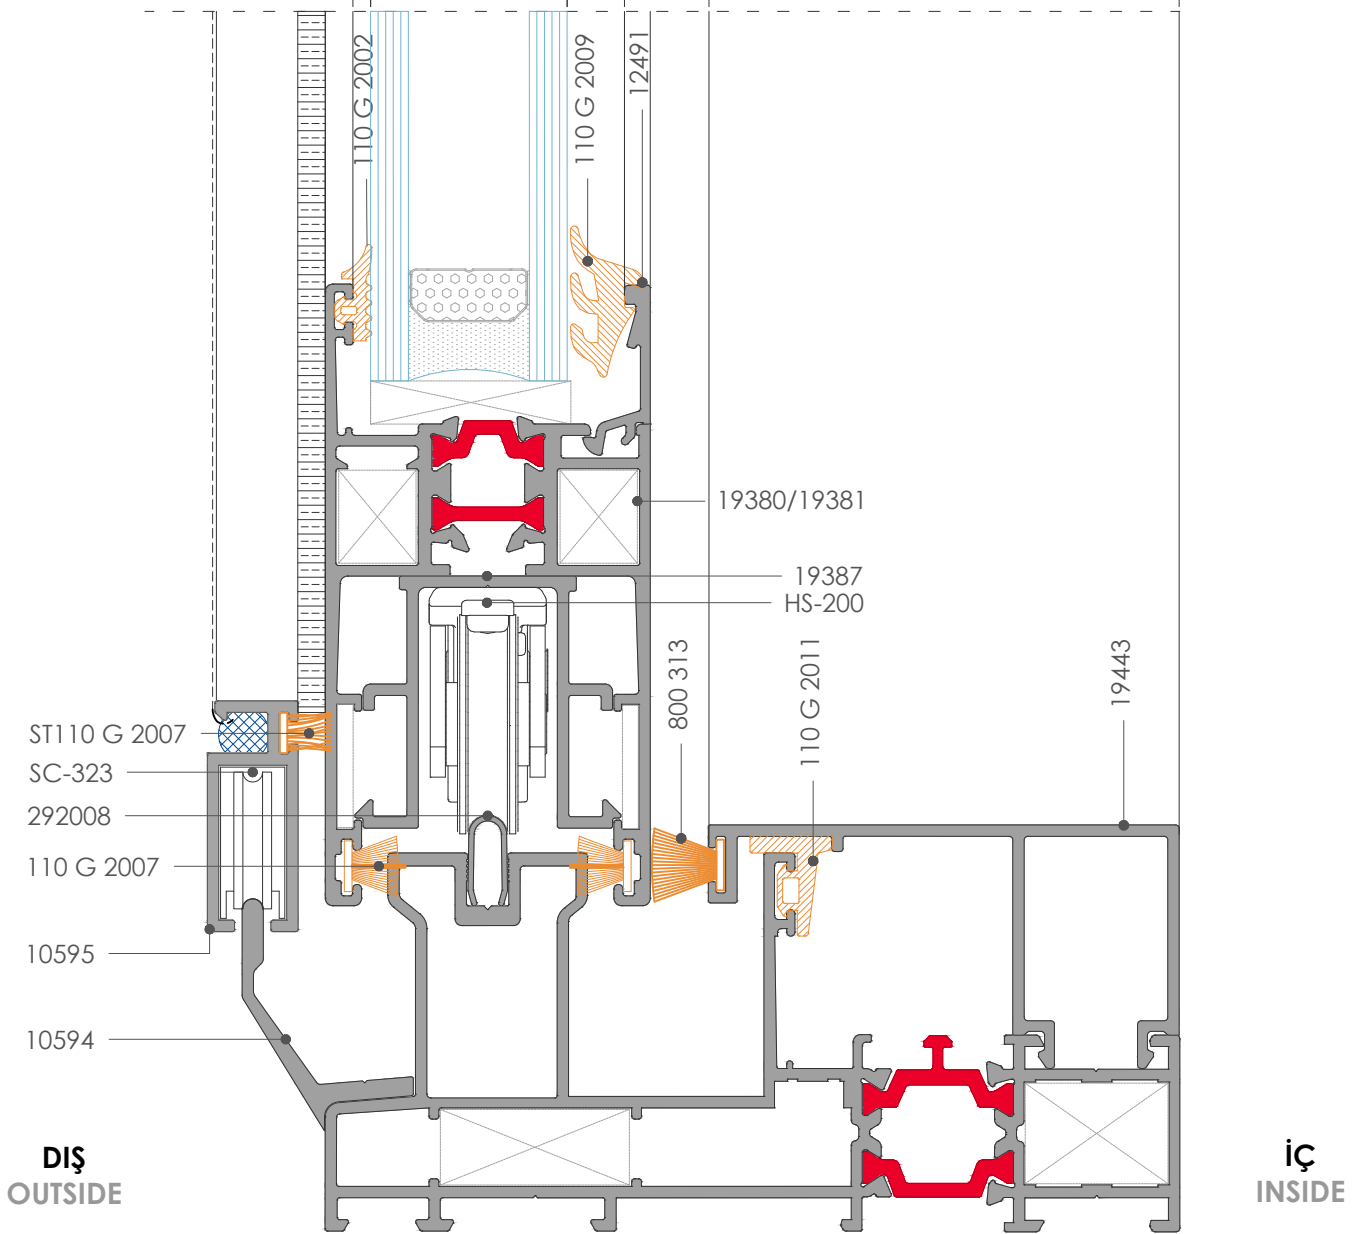 110 G 2002
110 G 2009
12491
19380/19381
19387
HS-200
800 313
110 G 2011
19443
ST110 G 2007
SC-323
292008
110 G 2007
10595
10594
DIŞ
OUTSIDE
İÇ
INSIDE